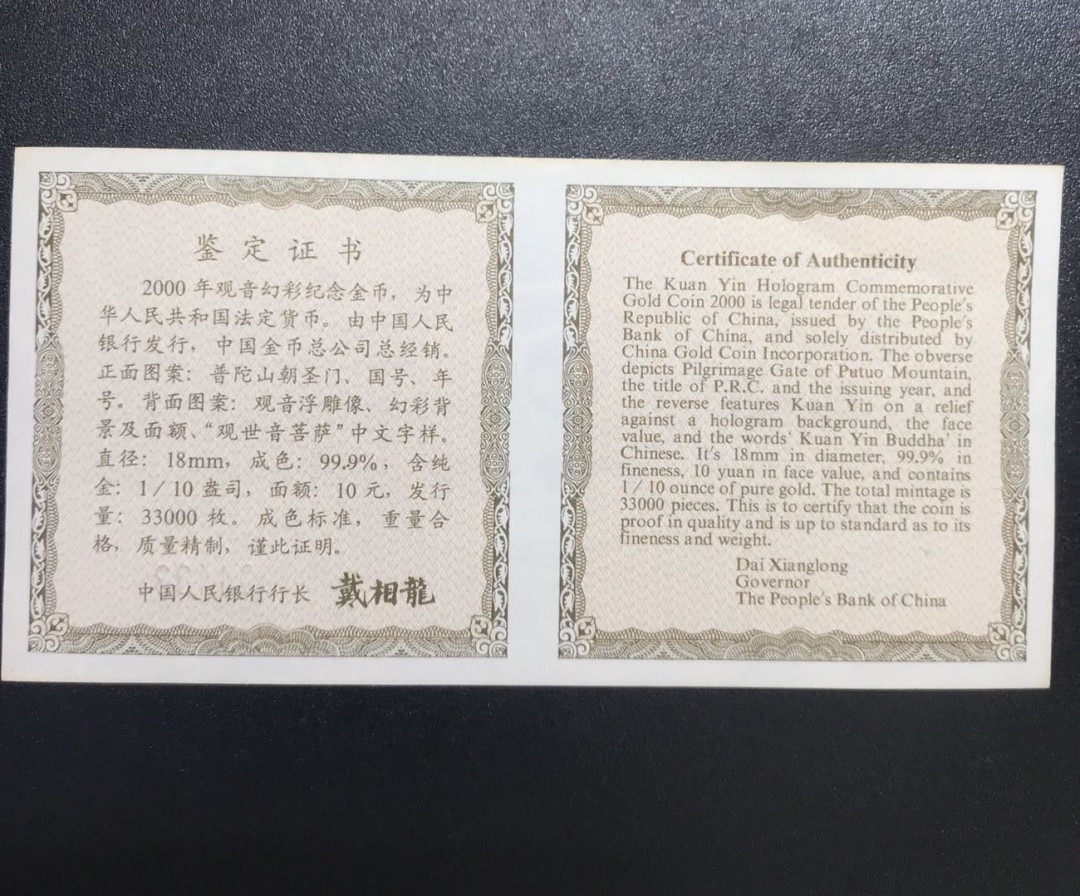 鉴定证书
2000年观音幻彩纪念金币，为中
华人民共和国法定货币。由中国人民
银行发行，中国金币总公司总经销。
正面图案：普陀山朝圣门、国号、年
号。背面图案：观音浮雕像、幻彩背
景及面额、“观世音菩萨”中文字样。
直径：18mm，成色：99.9%，含纯
金：1/10盎司，面额：10元，发行
量：33000枚。成色标准，重量合
格，质量精制，谨此证明。
中国人民银行行长 戴相龍
Certificate of Authenticity
The Kuan Yin Hologram Commemorative
Gold Coin 2000 is legal tender of the People's
Republic of China, issued by the People's
Bank of China, and solely distributed by
China Gold Coin Incorporation. The obverse
depicts Pilgrimage Gate of Putuo Mountain,
the title of P.R.C. and the issuing year, and
the reverse features Kuan Yin on a relief
against a hologram background, the face
value, and the words' Kuan Yin Buddha' in
Chinese. It's 18mm in diameter, 99.9% in
fineness, 10 yuan in face value, and contains
1/10 ounce of pure gold. The total mintage is
33000 pieces. This is to certify that the coin is
proof in quality and is up to standard as to its
fineness and weight.
Dai Xianglong
Governor
The People's Bank of China